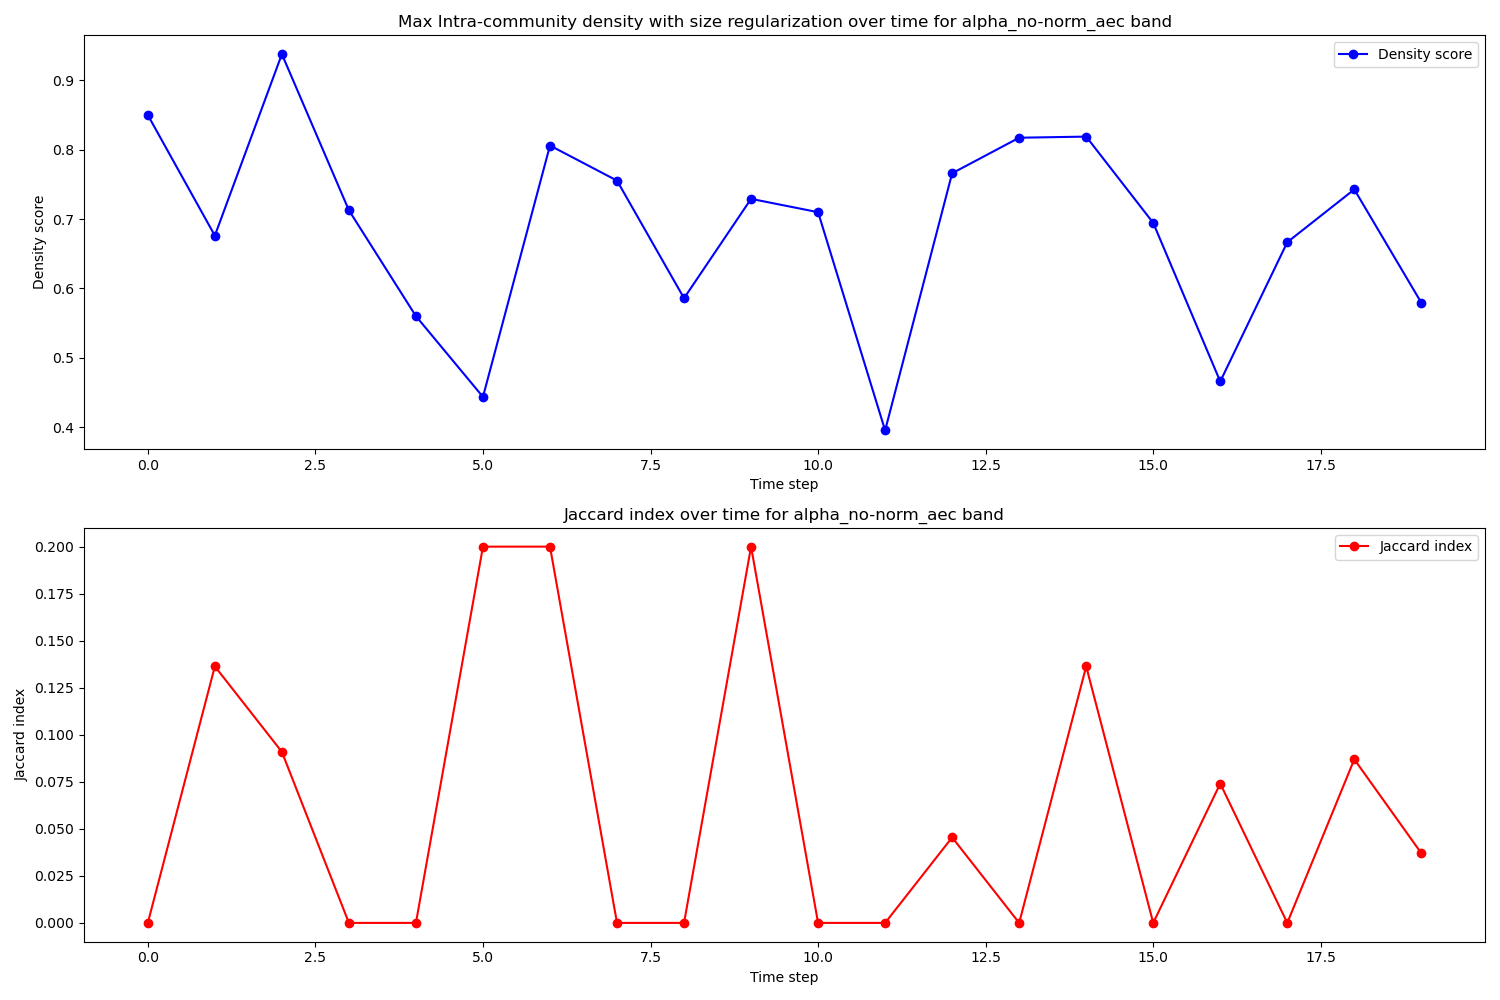 Max Intra-community density with size regularization over time for alpha_no-norm_aec band
Density score
Density score
0.9
0.8
0.7
0.6
0.5
0.4
0.0 2.5 5.0 7.5 10.0 12.5 15.0 17.5
Time step
Jaccard index over time for alpha_no-norm_aec band
Jaccard index
Jaccard index
0.200
0.175
0.150
0.125
0.100
0.075
0.050
0.025
0.000
0.0 2.5 5.0 7.5 10.0 12.5 15.0 17.5
Time step